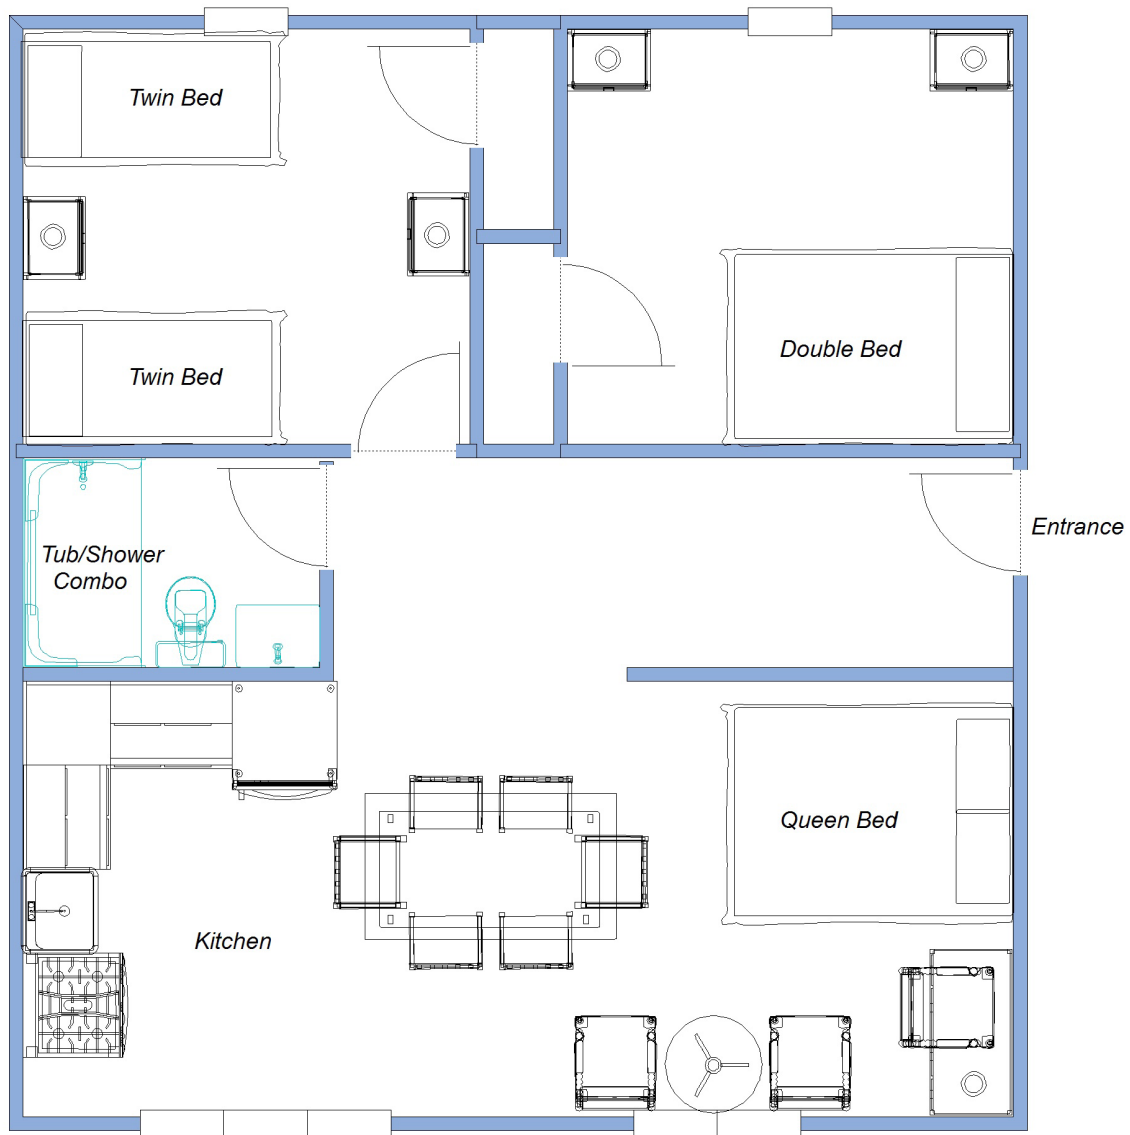 Twin Bed
Twin Bed
Double Bed
Entrance
Tub/Shower
Combo
Queen Bed
Kitchen